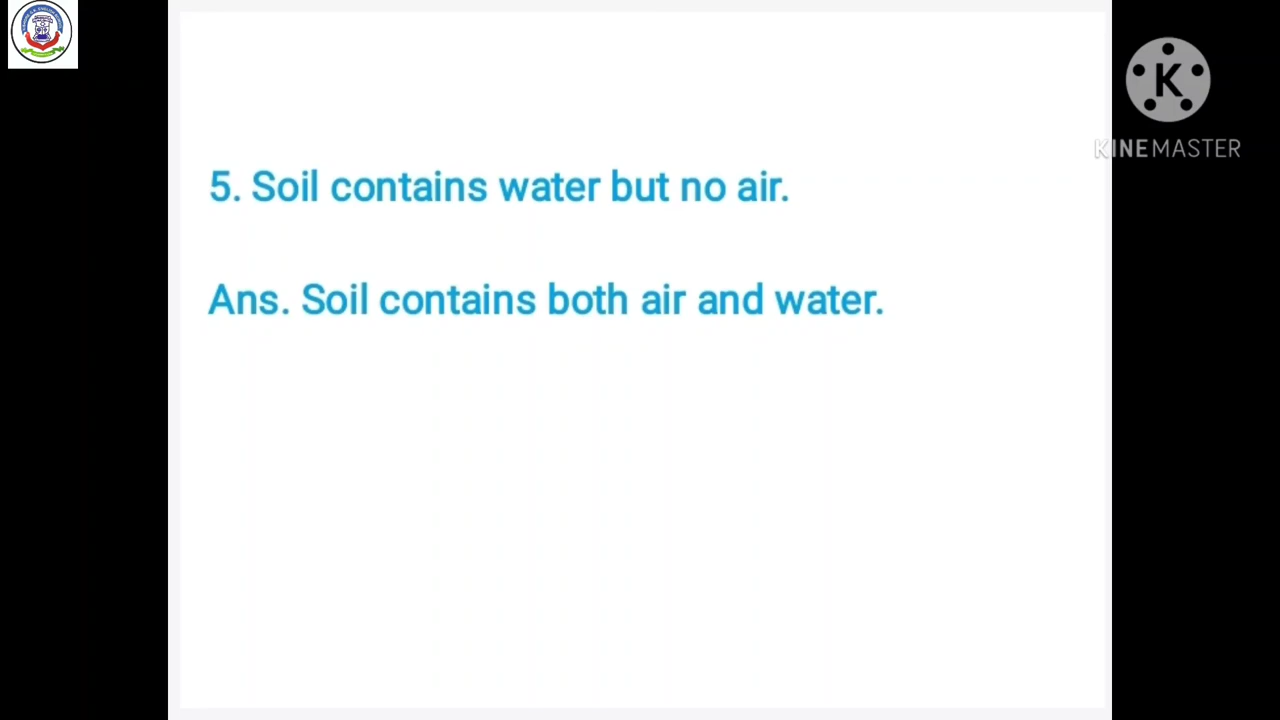 5. Soil contains water but no air.
Ans. Soil contains both air and water.
K
KINEMASTER